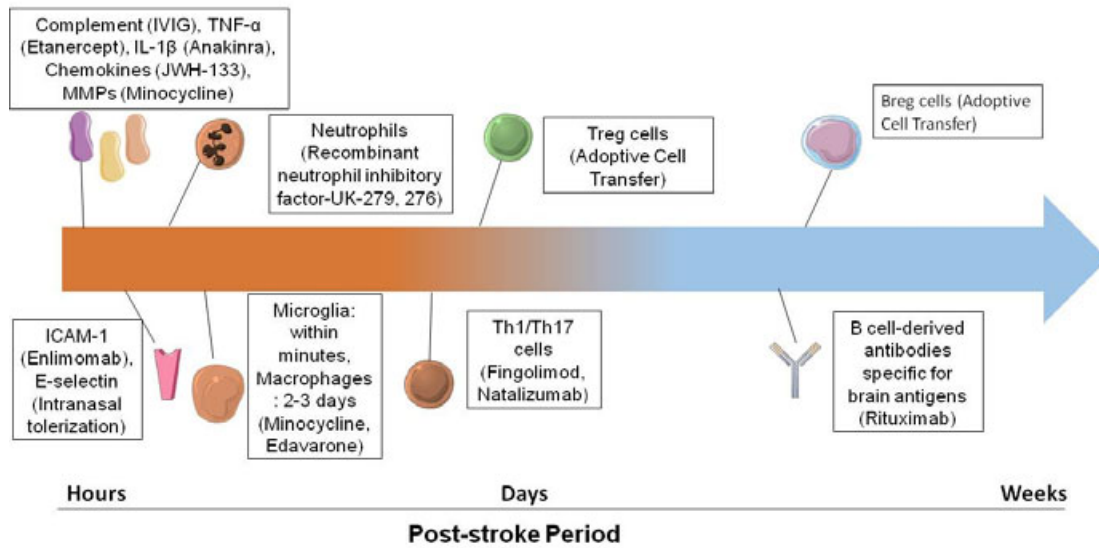 Complement (IVIG), TNF-α
(Etanercept), IL-1β (Anakinra),
Chemokines (JWH-133),
MMPs (Minocycline)
Neutrophils
(Recombinant
neutrophil inhibitory
factor-UK-279, 276)
Treg cells
(Adoptive Cell
Transfer)
Breg cells (Adoptive
Cell Transfer)
ICAM-1
(Enlimomab),
E-selectin
(Intranasal
tolerization)
Microglia:
within
minutes,
Macrophages
: 2-3 days
(Minocycline,
Edavarone)
Th1/Th17
cells
(Fingolimod,
Natalizumab)
B cell-derived
antibodies
specific for
brain antigens
(Rituximab)
Hours
Days
Weeks
Post-stroke Period